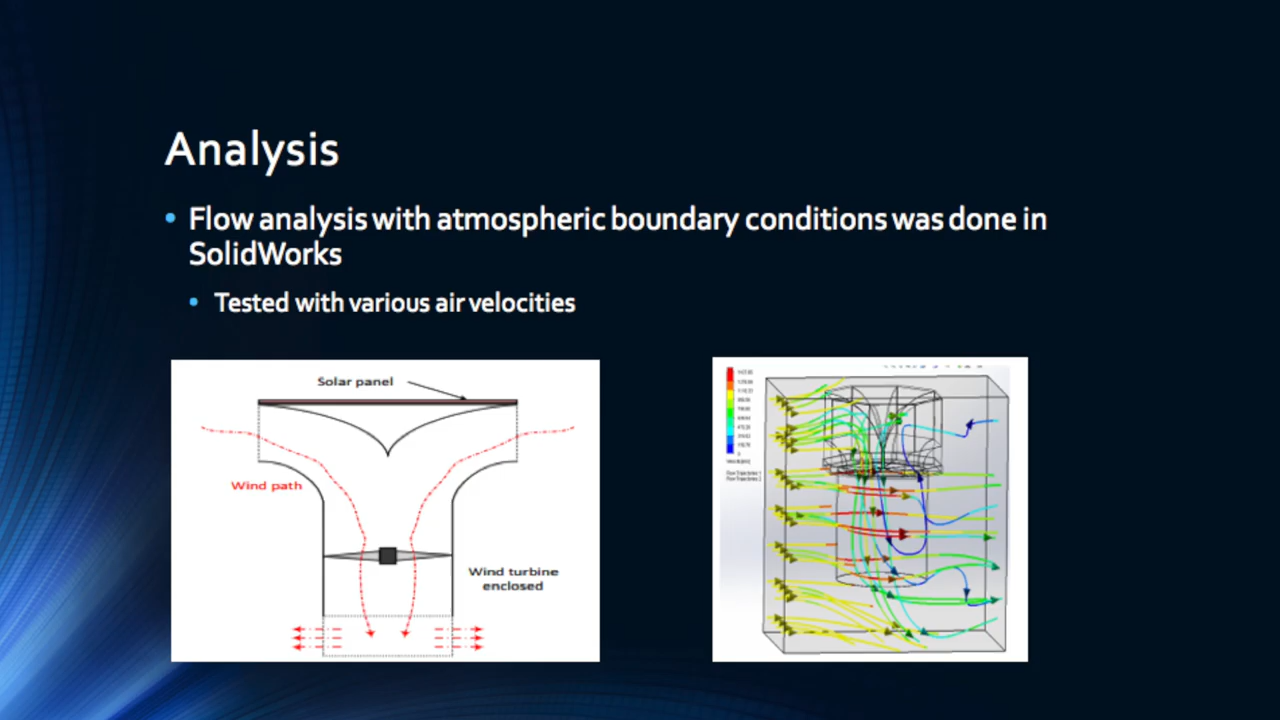 Analysis
• Flow analysis with atmospheric boundary conditions was done in
SolidWorks
• Tested with various air velocities
Solar panel
Wind path
Wind turbine
enclosed